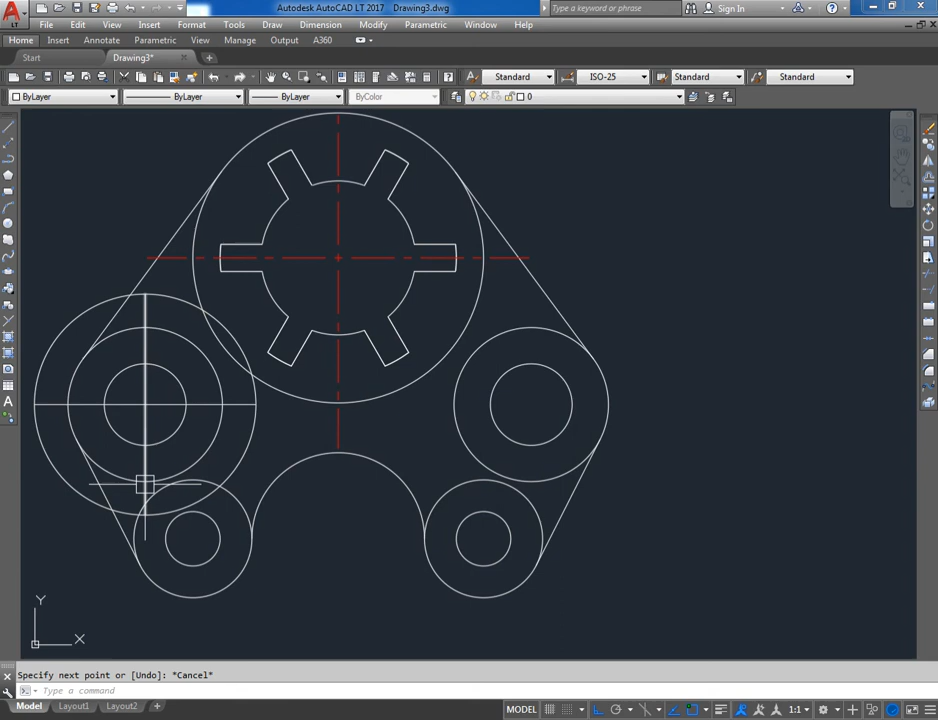 Autodesk AutoCAD LT 2017 Drawing3.dwg
Type a keyword or phrase
Sign In
LT
File Edit View Insert Format Tools Draw Dimension Modify Parametric Window Help
Home Insert Annotate Parametric View Manage Output A360
Start Drawing3*
Standard ISO-25 Standard Standard
ByLayer ByLayer ByLayer ByColor 0
A
Y
X
Specify next point or [Undo]: *Cancel*
Type a command
Model Layout1 Layout2 +
MODEL 1:1